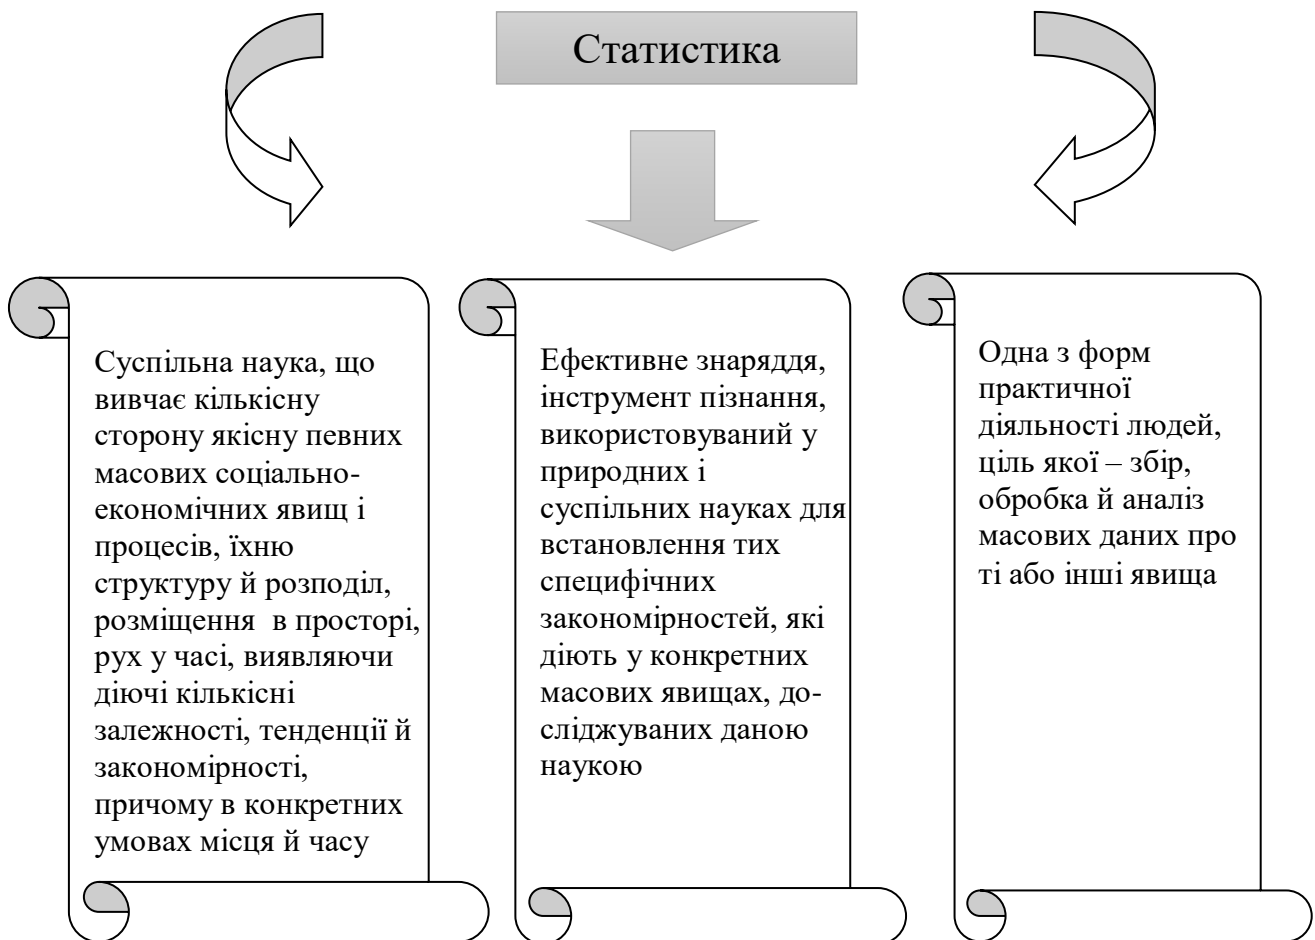 Статистика
Суспільна наука, що
вивчає кількісну
сторону якісну певних
масових соціально-
економічних явищ і
процесів, їхню
структуру й розподіл,
розміщення в просторі,
рух у часі, виявляючи
діючі кількісні
залежності, тенденції й
закономірності,
причому в конкретних
умовах місця й часу
Ефективне знаряддя,
інструмент пізнання,
використовуваний у
природних і
суспільних науках для
встановлення тих
специфічних
закономірностей, які
діють у конкретних
масових явищах, до-
сліджуваних даною
наукою
Одна з форм
практичної
діяльності людей,
ціль якої – збір,
обробка й аналіз
масових даних про
ті або інші явища